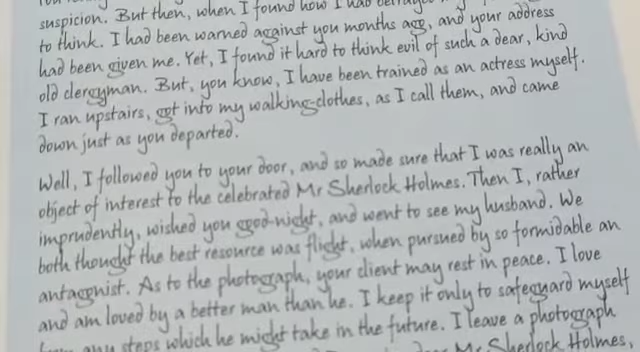 suspicion. But then, when I found how I had
to think. I had been warned against you months ago, and your address
had been given me. Yet, I found it hard to think evil of such a dear, kind
old clergyman. But, you know, I have been trained as an actress myself.
I ran upstairs, got into my walking-clothes, as I call them, and came
down just as you departed.
Well, I followed you to your door, and so made sure that I was really an
object of interest to the celebrated Mr Sherlock Holmes. Then I, rather
imprudently, wished you good-night, and went to see my husband. We
both thought the best resource was flight, when pursued by so formidable an
antagonist. As to the photograph, your client may rest in peace. I love
and am loved by a better man than he. I keep it only to safeguard myself
any steps which he might take in the future. I leave a photograph
Mr Sherlock Holmes,